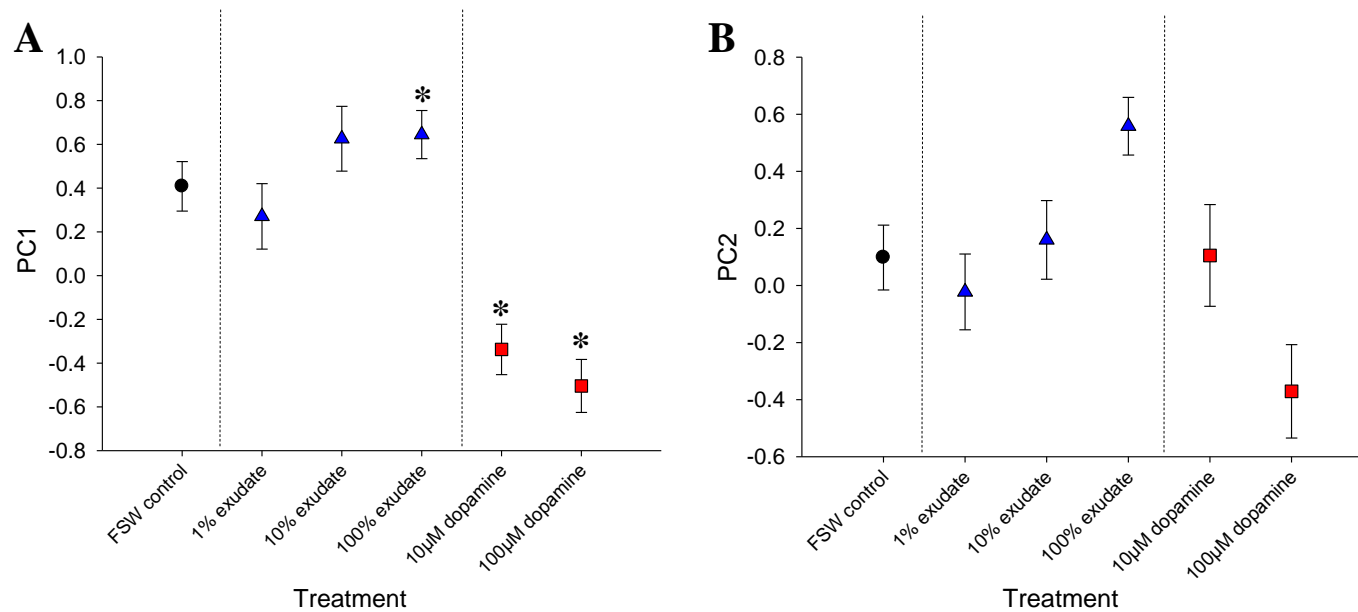 A
1.0
0.8
0.6
0.4
0.2
0.0
-0.2
-0.4
-0.6
-0.8
PC1
*
*
*
FSW control
1% exudate
10% exudate
100% exudate
10µM dopamine
100µM dopamine
Treatment
B
0.8
0.6
0.4
0.2
0.0
-0.2
-0.4
-0.6
PC2
FSW control
1% exudate
10% exudate
100% exudate
10µM dopamine
100µM dopamine
Treatment